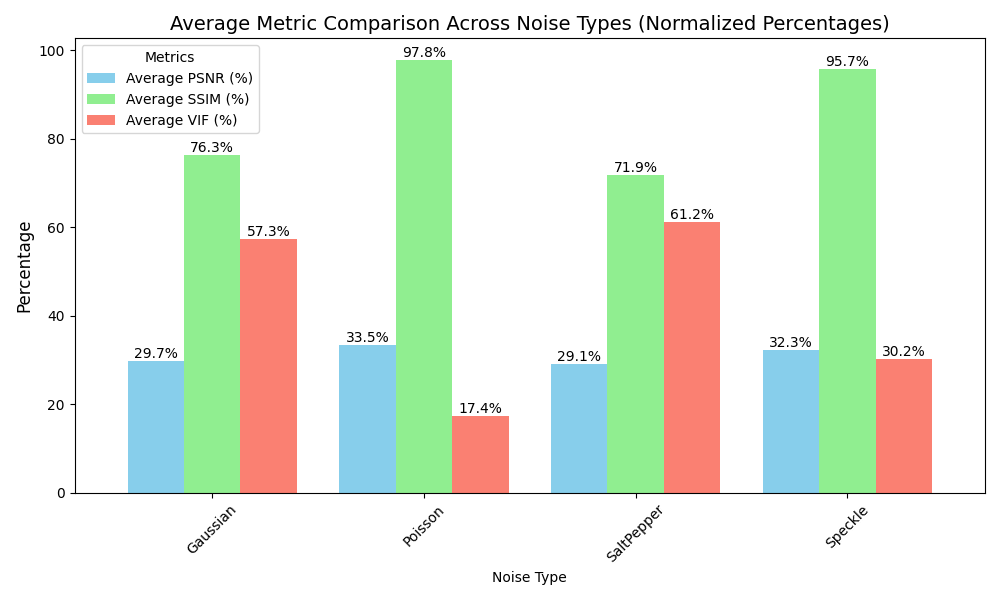 Average Metric Comparison Across Noise Types (Normalized Percentages)
Metrics
Average PSNR (%)
Average SSIM (%)
Average VIF (%)
Percentage
100
80
60
40
20
0
29.7%
76.3%
57.3%
33.5%
97.8%
17.4%
29.1%
71.9%
61.2%
32.3%
95.7%
30.2%
Gaussian
Poisson
SaltPepper
Speckle
Noise Type